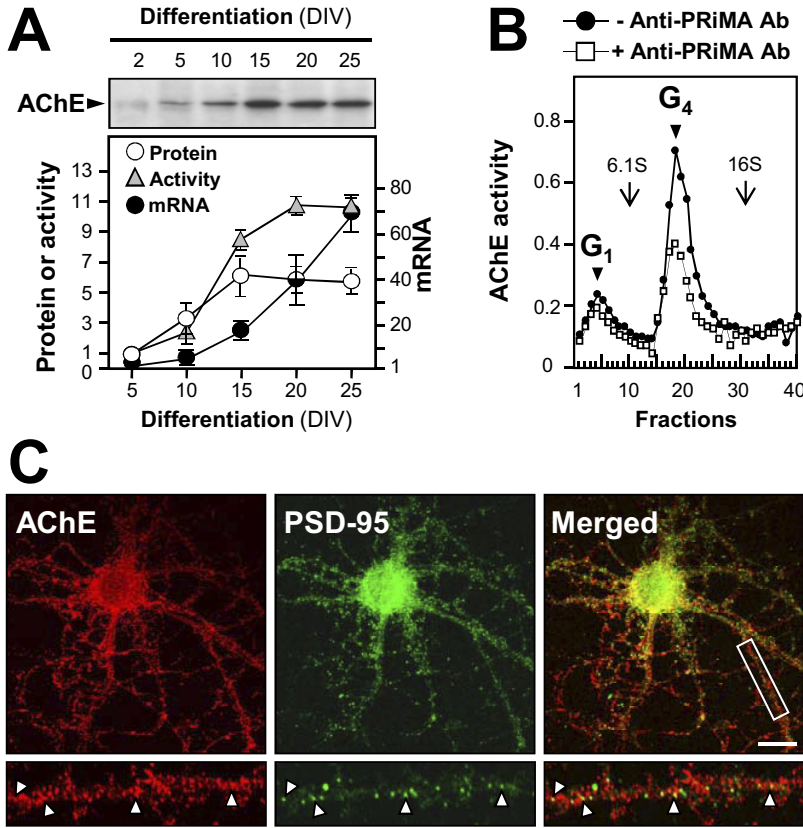 A
Differentiation (DIV)
2 5 10 15 20 25
AChE
Protein
Activity
mRNA
Protein or activity
13
11
9
7
5
3
1
0
80
60
40
20
1
mRNA
5 10 15 20 25
Differentiation (DIV)
B
- Anti-PRiMA Ab
+ Anti-PRiMA Ab
AChE activity
0.8
0.6
0.4
0.2
0
G1
6.1S
G4
16S
1 10 20 30 40
Fractions
C
AChE
PSD-95
Merged